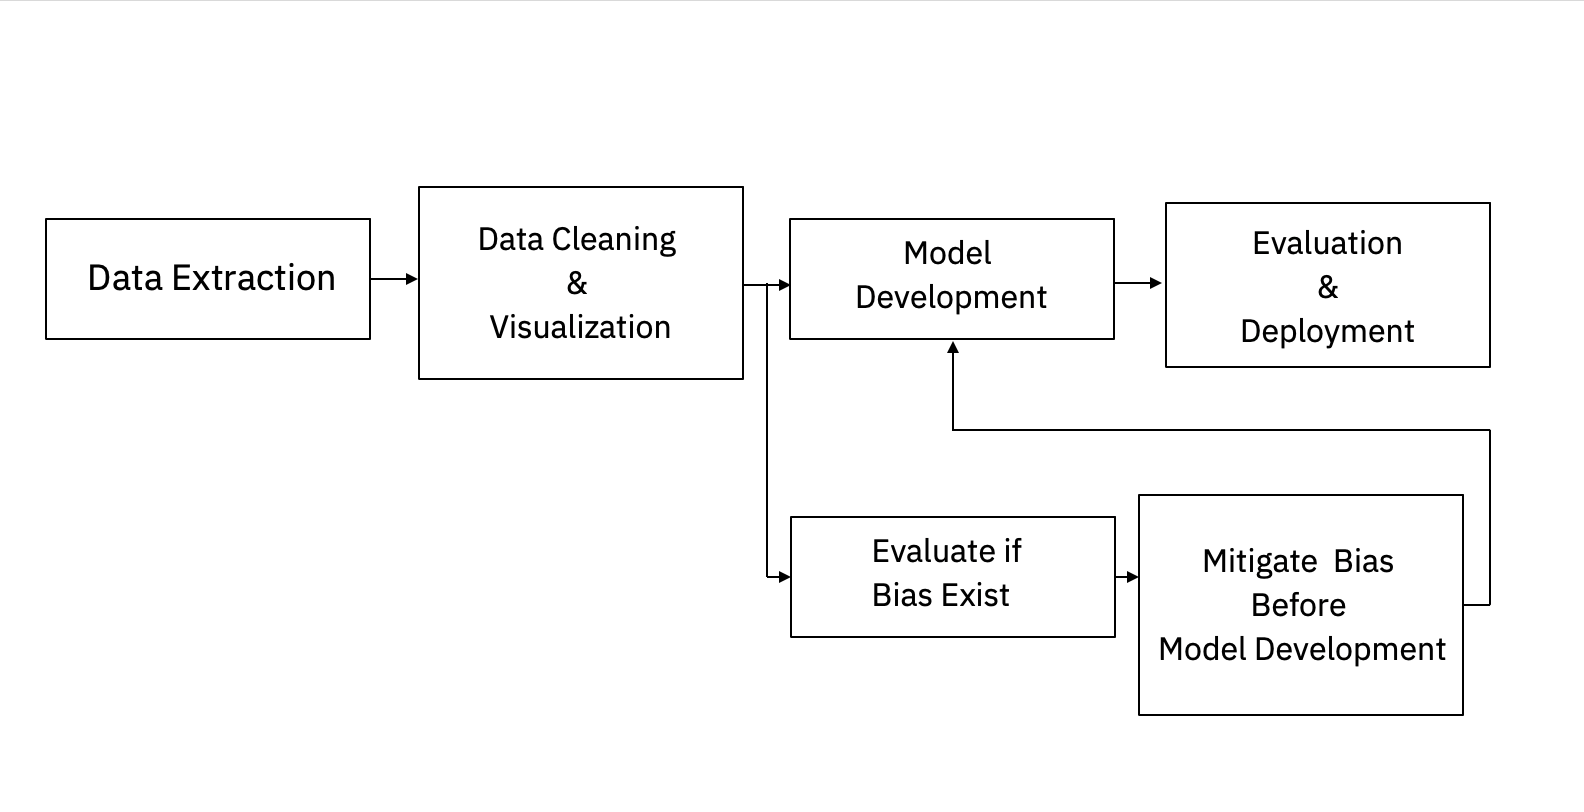 Data Extraction
Data Cleaning
&
Visualization
Model
Development
Evaluation
&
Deployment
Evaluate if
Bias Exist
Mitigate  Bias
Before
Model Development